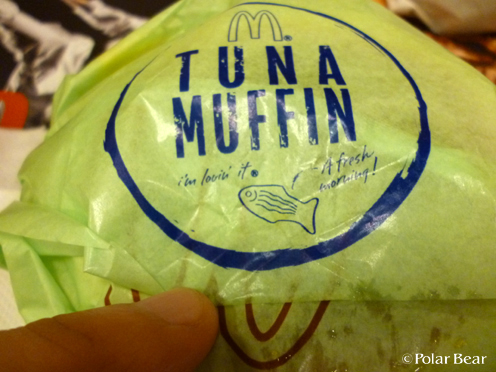 TUNA
MUFFIN
i'm lovin' it®
A fresh
morning!
© Polar Bear